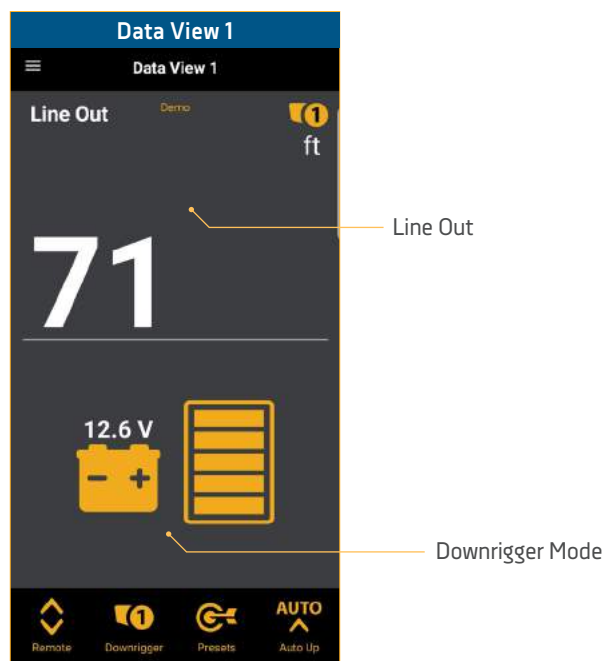 Data View 1
Data View 1
Line Out
Demo
1
ft
Line Out
71
12.6 V
Downrigger Mode
1
AUTO
Remote
Downrigger
Presets
Auto Up